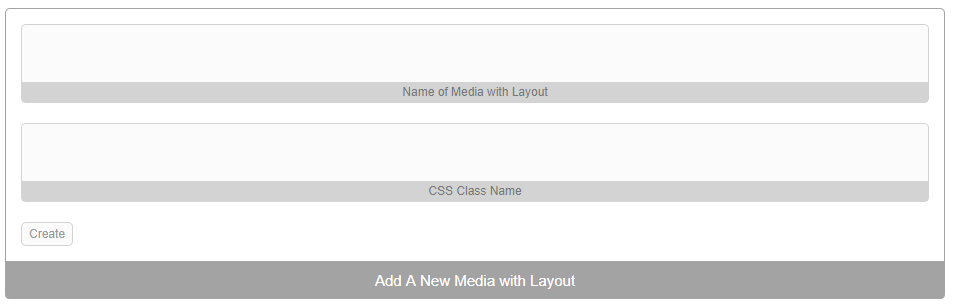 Name of Media with Layout
CSS Class Name
Create
Add A New Media with Layout